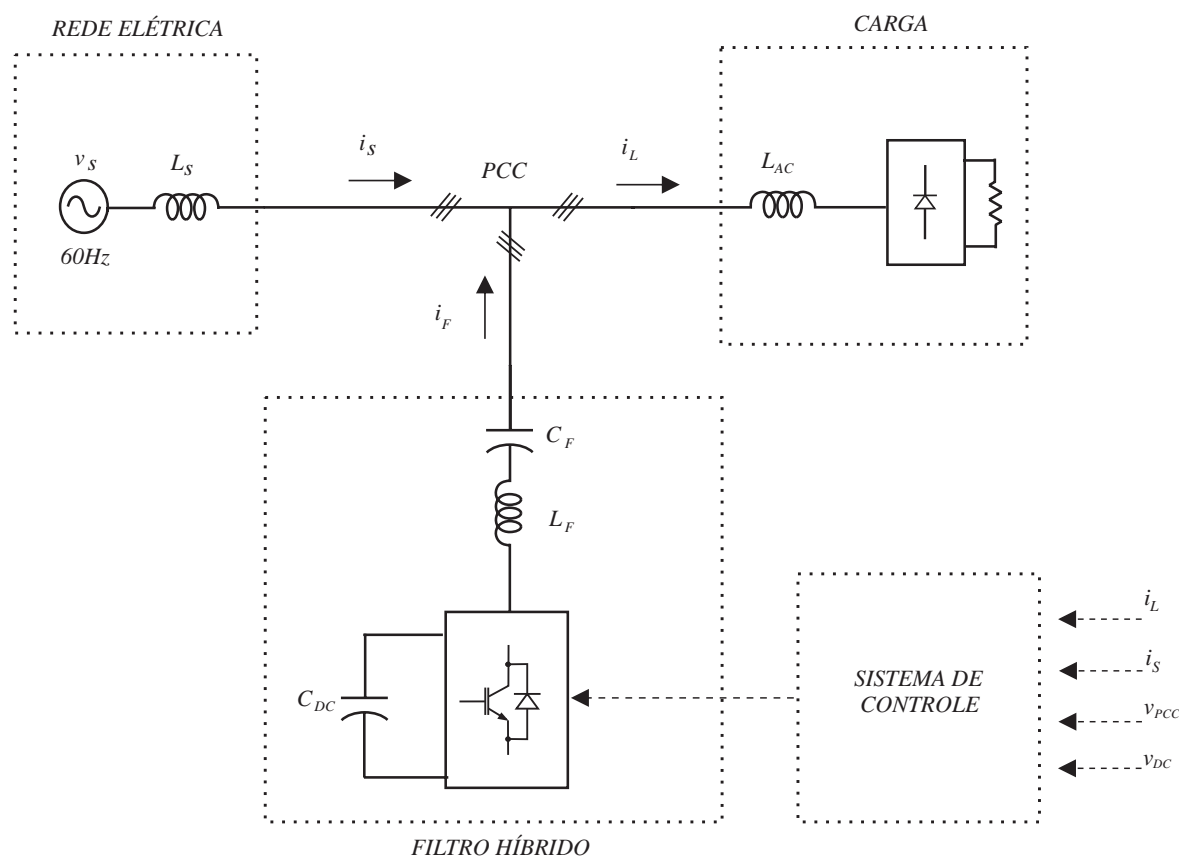 REDE ELÉTRICA
CARGA
v_S
L_S
60Hz
i_S
PCC
i_L
L_AC
i_F
C_F
L_F
C_DC
SISTEMA DE
CONTROLE
i_L
i_S
v_PCC
v_DC
FILTRO HÍBRIDO